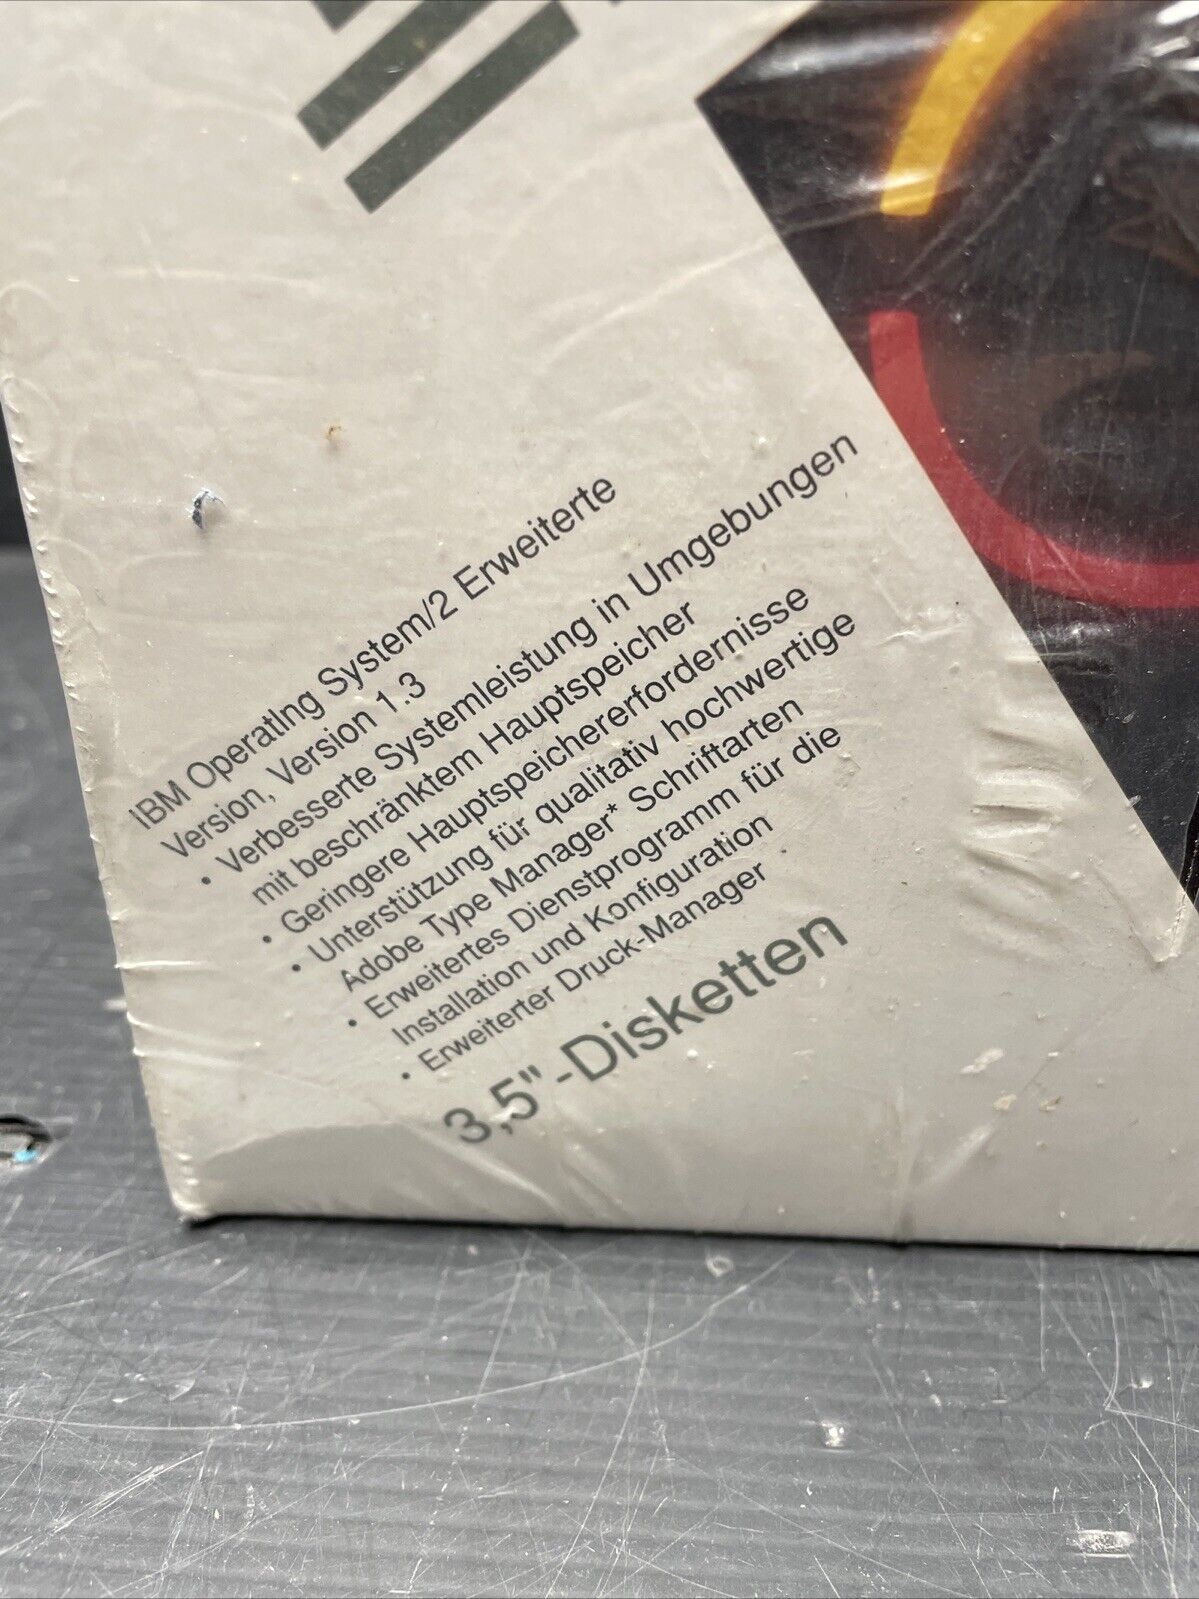 IBM Operating System/2 Erweiterte
Version, Version 1.3
• Verbesserte Systemleistung in Umgebungen
mit beschränktem Hauptspeicher
• Geringere Hauptspeichererfordernisse
• Unterstützung für qualitativ hochwertige
Adobe Type Manager* Schriftarten
• Erweitertes Dienstprogramm für die
Installation und Konfiguration
• Erweiterter Druck-Manager
3,5"-Disketten